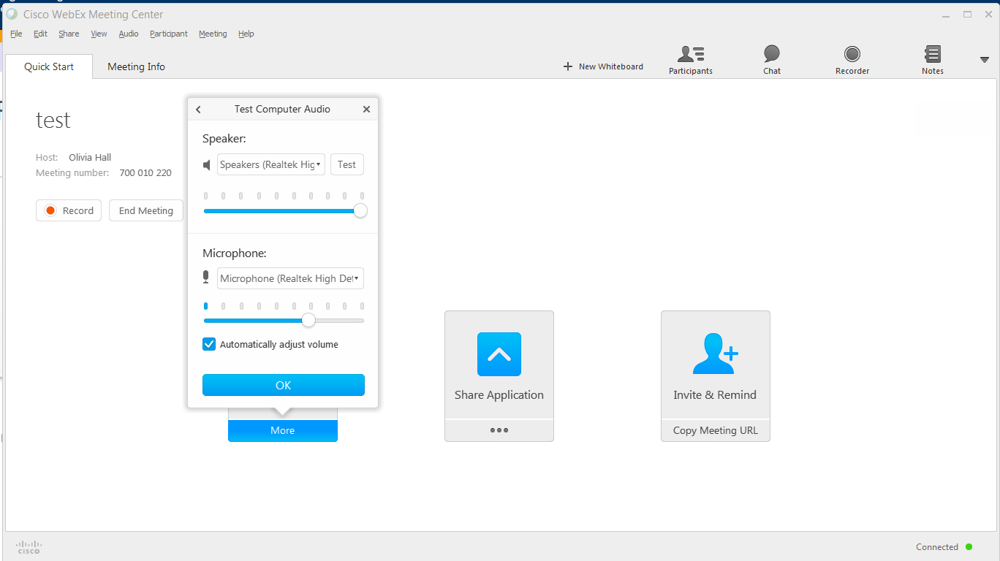 Cisco WebEx Meeting Center
File Edit Share View Audio Participant Meeting Help
Quick Start Meeting Info
New Whiteboard Participants Chat Recorder Notes
test
Host: Olivia Hall
Meeting number: 700 010 220
Record End Meeting
Test Computer Audio
Speaker:
Speakers (Realtek Hig Test
Microphone:
Microphone (Realtek High De
Automatically adjust volume
OK
More
Share Application
Invite & Remind
Copy Meeting URL
CISCO
Connected